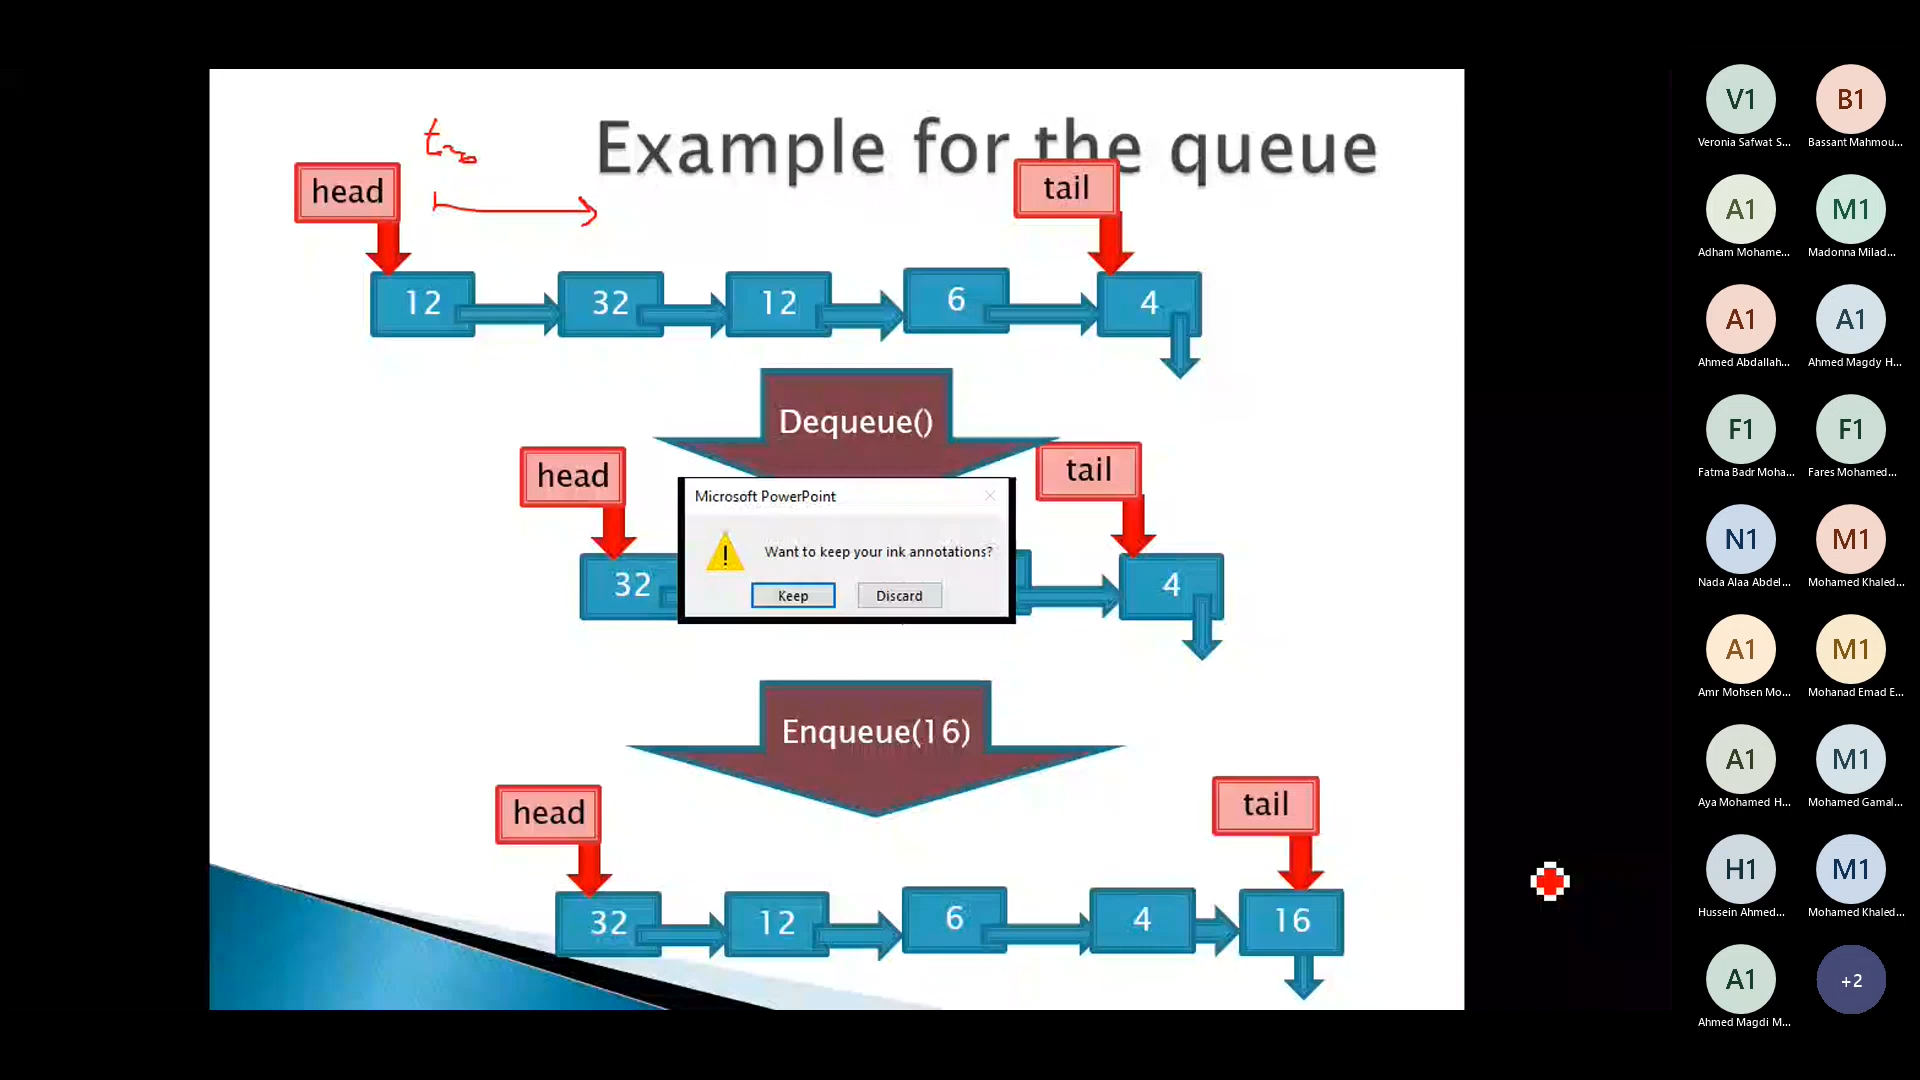 Example for the queue
head
tail
12 32 12 6 4
Dequeue()
head
tail
Microsoft PowerPoint
Want to keep your ink annotations?
Keep Discard
32 4
Enqueue(16)
head
tail
32 12 6 4 16
V1 B1
Veronia Safwat S... Bassant Mahmou...
A1 M1
Adham Mohame... Madonna Milad...
A1 A1
Ahmed Abdallah... Ahmed Magdy H...
F1 F1
Fatma Badr Moha... Fares Mohamed...
N1 M1
Nada Alaa Abdel... Mohamed Khaled...
A1 M1
Amr Mohsen Mo... Mohanad Emad E...
A1 M1
Aya Mohamed H... Mohamed Gamal...
H1 M1
Hussein Ahmed... Mohamed Khaled...
A1 +2
Ahmed Magdi M...